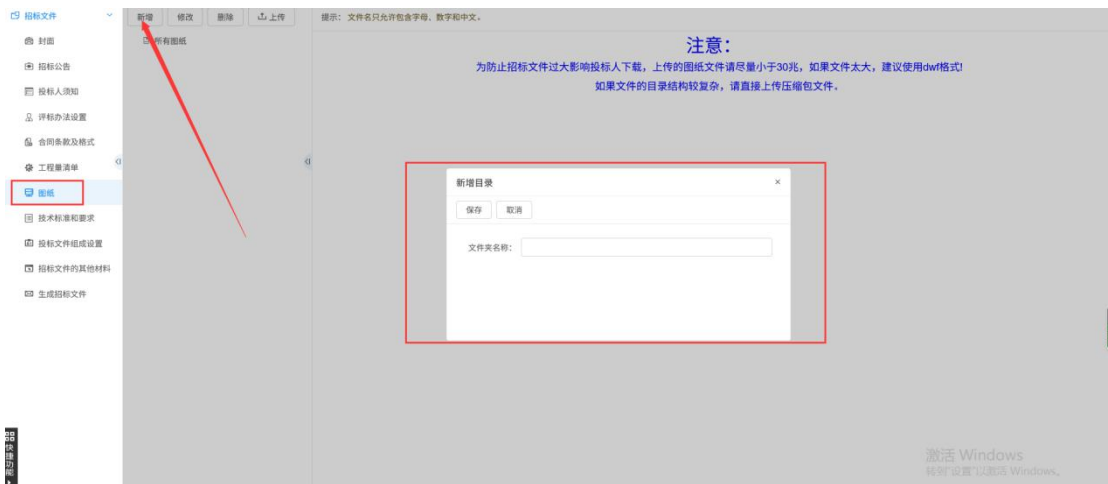 招标文件
封面
招标公告
投标人须知
评标办法设置
合同条款及格式
工程量清单
图纸
技术标准和要求
投标文件组成设置
招标文件的其他材料
生成招标文件
快捷功能
新增 修改 删除 上传
所有图纸
提示： 文件名只允许包含字母、数字和中文。
注意：
为防止招标文件过大影响投标人下载，上传的图纸文件请尽量小于30兆，如果文件太大，建议使用dwf格式!
如果文件的目录结构较复杂，请直接上传压缩包文件。
新增目录 ×
保存 取消
文件夹名称：
激活 Windows
转到"设置"以激活 Windows。